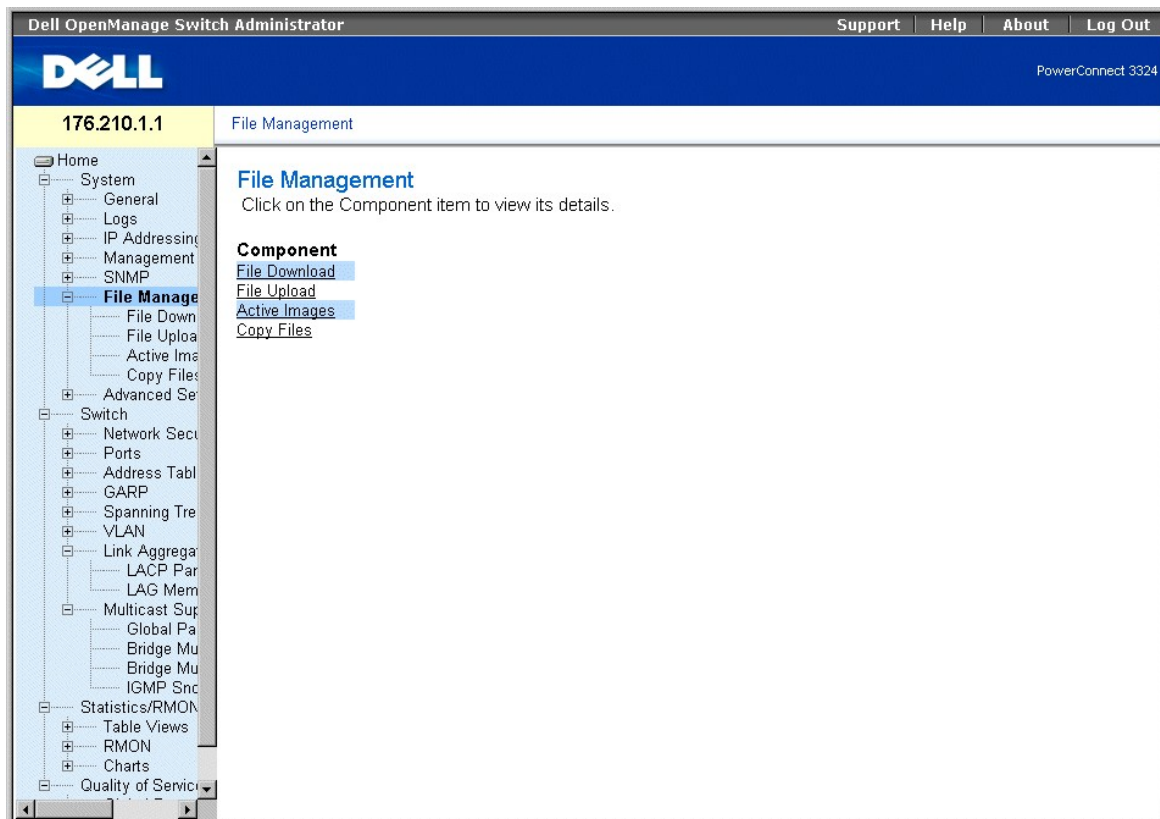 Dell OpenManage Switch Administrator
Support | Help | About | Log Out
DELL
PowerConnect 3324
176.210.1.1
File Management
Home
System
General
Logs
IP Addressing
Management
SNMP
File Manage
File Down
File Uploa
Active Ima
Copy Files
Advanced Se
Switch
Network Secu
Ports
Address Tabl
GARP
Spanning Tre
VLAN
Link Aggrega
LACP Par
LAG Mem
Multicast Sup
Global Pa
Bridge Mu
Bridge Mu
IGMP Sno
Statistics/RMON
Table Views
RMON
Charts
Quality of Servic
File Management
Click on the Component item to view its details.
Component
File Download
File Upload
Active Images
Copy Files